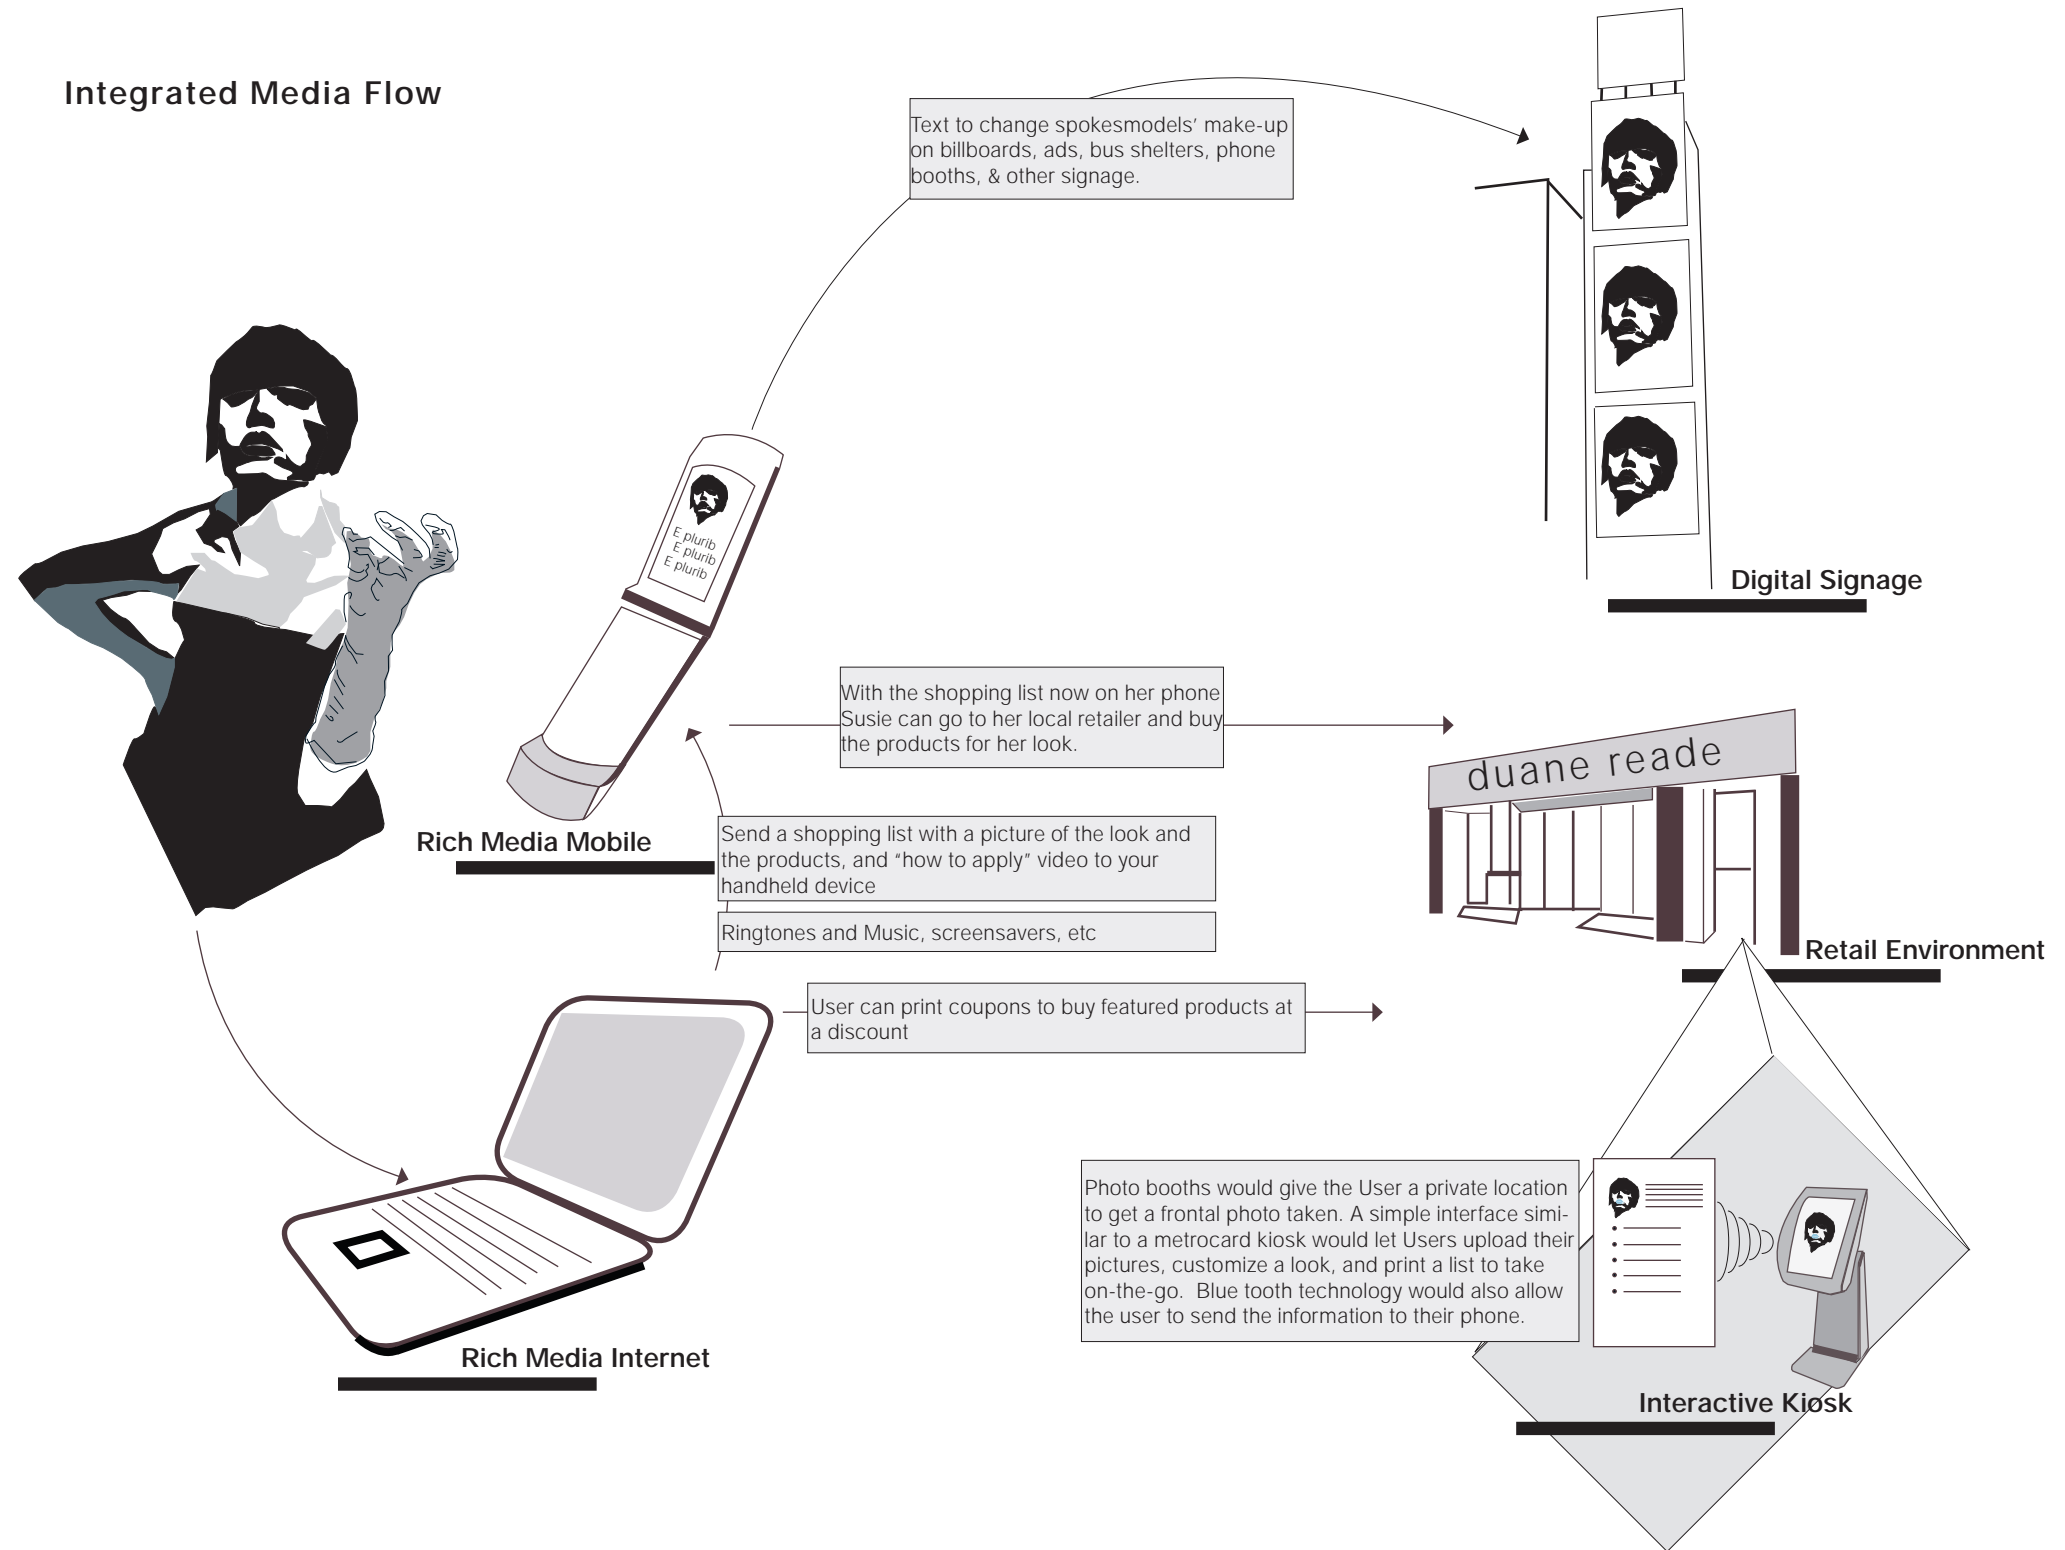 Integrated Media Flow
Text to change spokesmodels’ make-up
on billboards, ads, bus shelters, phone
booths, & other signage.
E plurib
E plurib
E plurib
Digital Signage
With the shopping list now on her phone
Susie can go to her local retailer and buy
the products for her look.
duane reade
Rich Media Mobile
Send a shopping list with a picture of the look and
the products, and “how to apply” video to your
handheld device
Ringtones and Music, screensavers, etc
Retail Environment
User can print coupons to buy featured products at
a discount
Photo booths would give the User a private location
to get a frontal photo taken. A simple interface simi-
lar to a metrocard kiosk would let Users upload their
pictures, customize a look, and print a list to take
on-the-go.  Blue tooth technology would also allow
the user to send the information to their phone.
Rich Media Internet
Interactive Kiosk